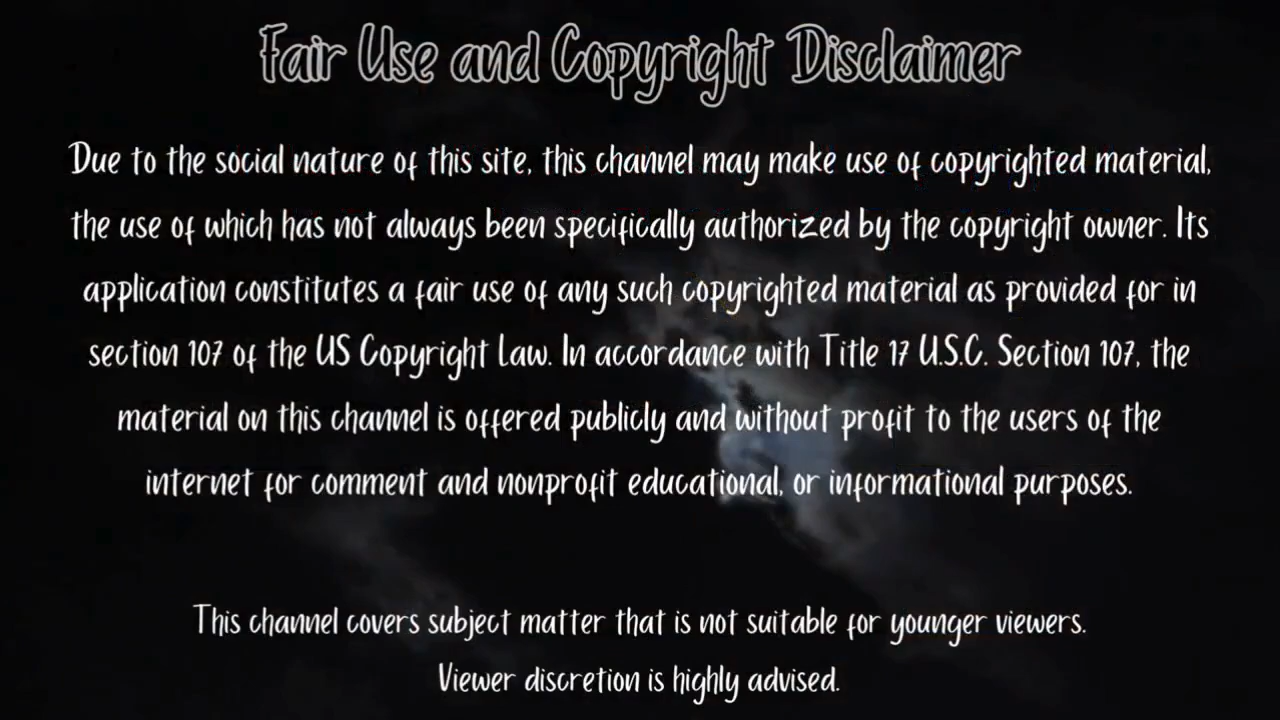 Fair Use and Copyright Disclaimer
Due to the social nature of this site, this channel may make use of copyrighted material,
the use of which has not always been specifically authorized by the copyright owner. Its
application constitutes a fair use of any such copyrighted material as provided for in
section 107 of the US Copyright Law. In accordance with Title 17 U.S.C. Section 107, the
material on this channel is offered publicly and without profit to the users of the
internet for comment and nonprofit educational, or informational purposes.
This channel covers subject matter that is not suitable for younger viewers.
Viewer discretion is highly advised.